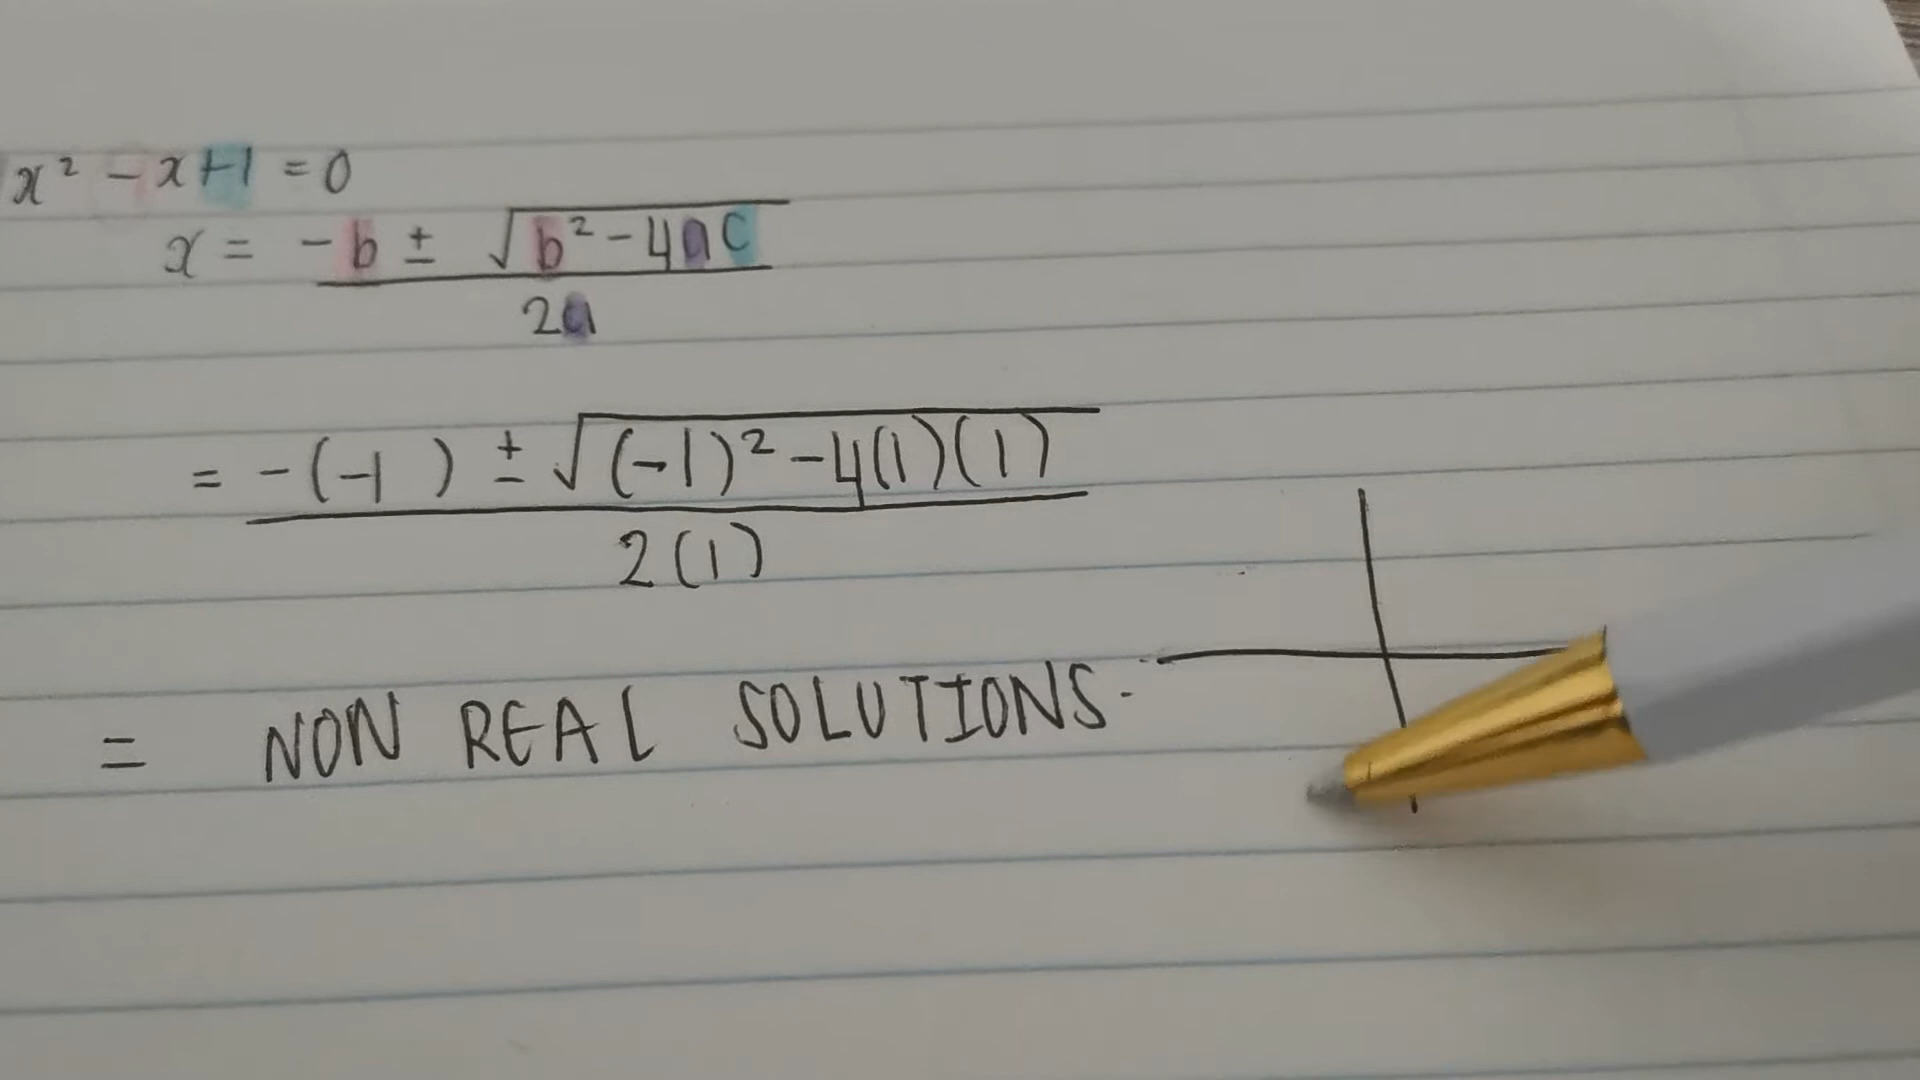 x² - x + 1 = 0
x = -b ± √(b² - 4ac)
2a
= -(-1) ± √((-1)² - 4(1)(1))
2(1)
= NON REAL SOLUTIONS.